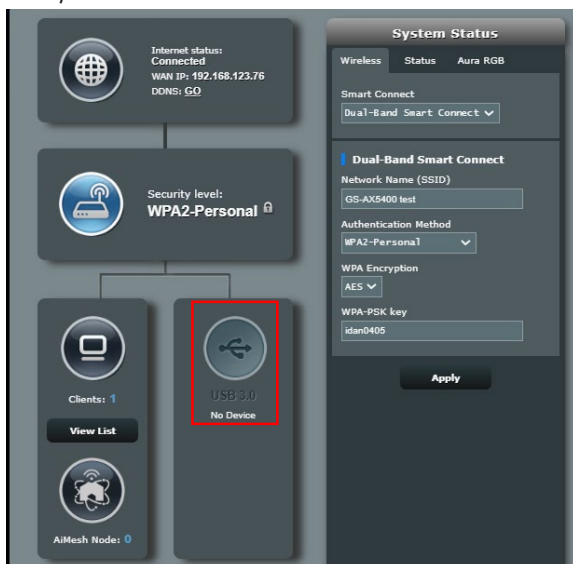 Internet status:
Connected
WAN IP: 192.168.123.76
DDNS: GO
Security level:
WPA2-Personal
Clients: 1
View List
AiMesh Node: 0
USB 3.0
No Device
System Status
Wireless Status Aura RGB
Smart Connect
Dual-Band Smart Connect
Dual-Band Smart Connect
Network Name (SSID)
GS-AX5400 test
Authentication Method
WPA2-Personal
WPA Encryption
AES
WPA-PSK key
idan0405
Apply